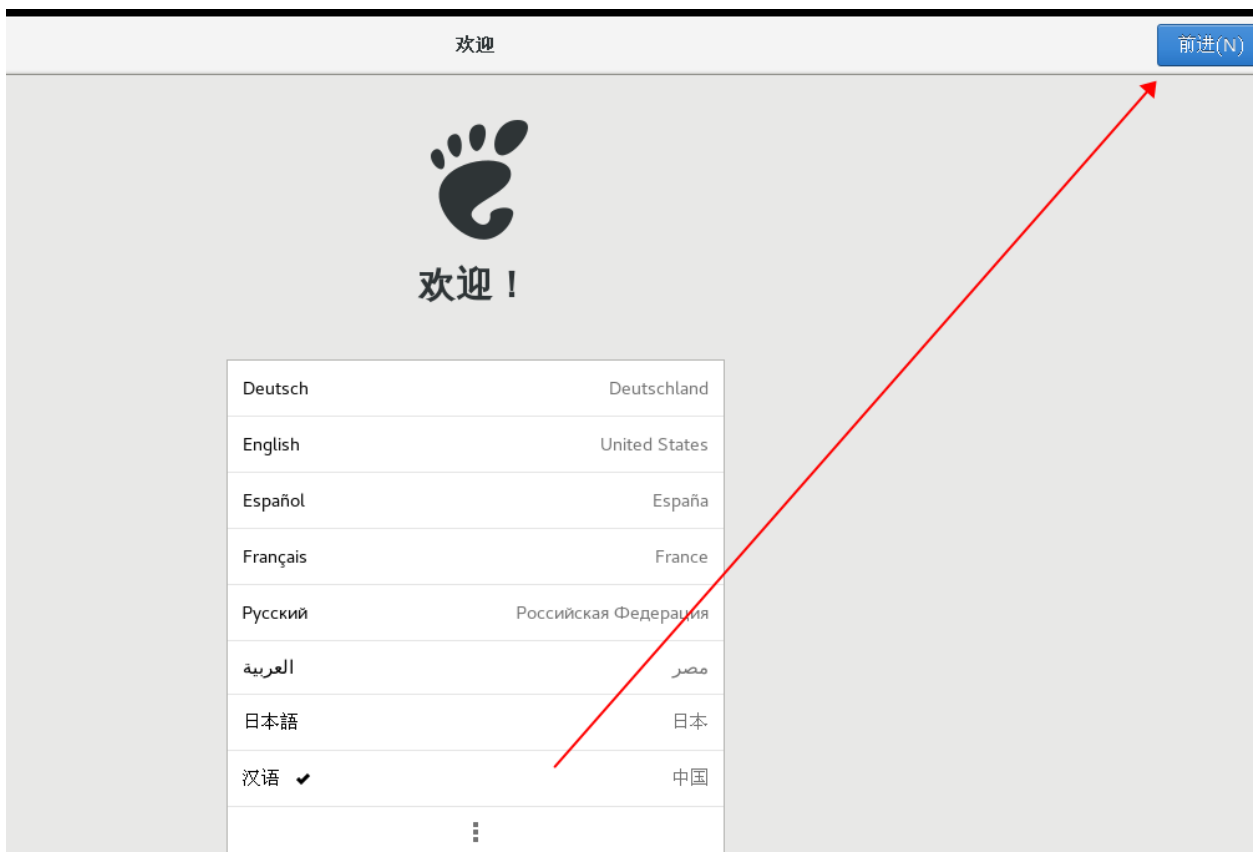 欢迎
前进(N)
欢迎！
Deutsch Deutschland
English United States
Español España
Français France
Русский Российская Федерация
العربية مصر
日本語 日本
汉语 中国